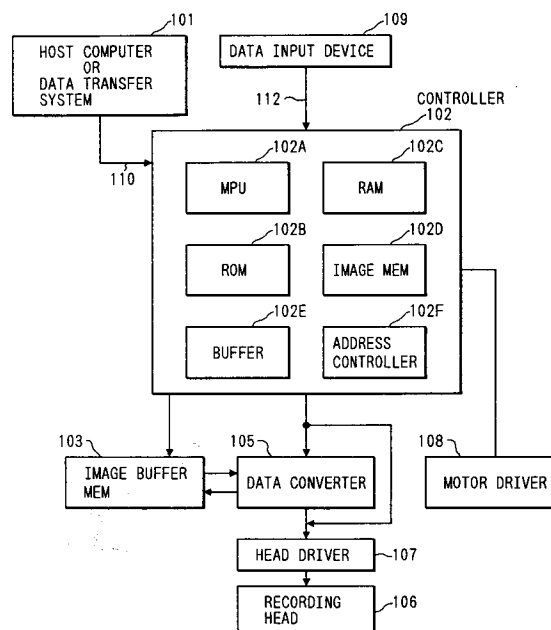 101
HOST COMPUTER
OR
DATA TRANSFER
SYSTEM
109
DATA INPUT DEVICE
112
110
CONTROLLER
102
102A
MPU
102C
RAM
102B
ROM
102D
IMAGE MEM
102E
BUFFER
102F
ADDRESS
CONTROLLER
103
IMAGE BUFFER
MEM
105
DATA CONVERTER
108
MOTOR DRIVER
HEAD DRIVER
107
RECORDING
HEAD
106